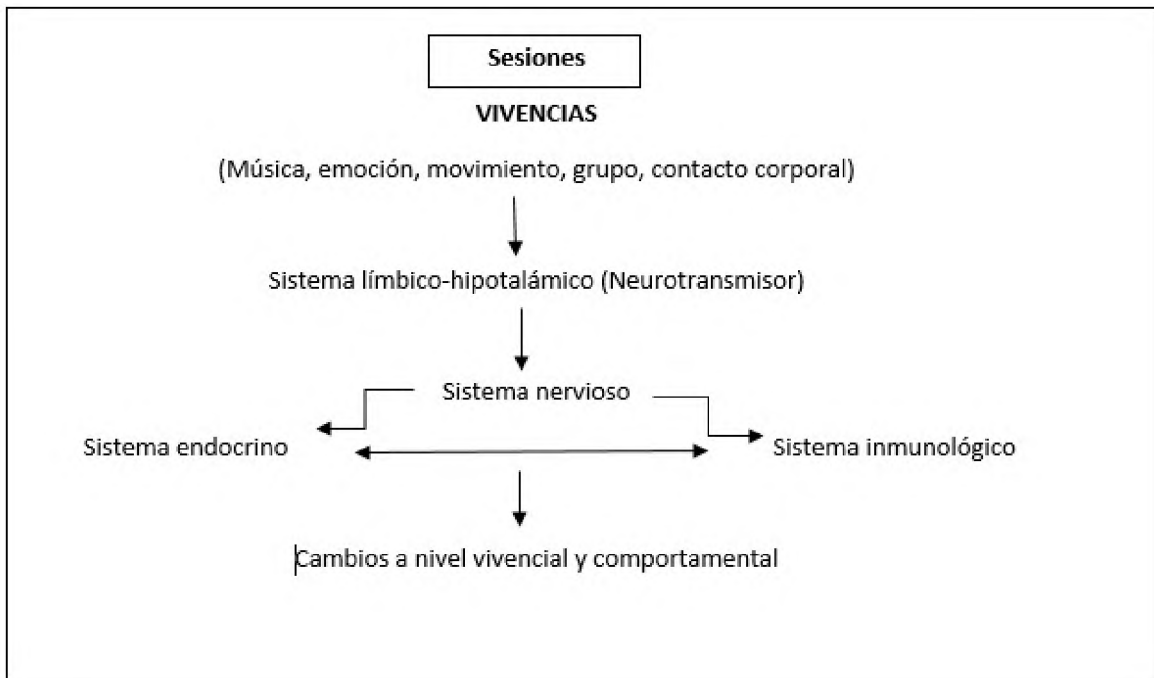 Sesiones
VIVENCIAS
(Música, emoción, movimiento, grupo, contacto corporal)
Sistema límbico-hipotalámico (Neurotransmisor)
Sistema nervioso
Sistema endocrino
Sistema inmunológico
Cambios a nivel vivencial y comportamental